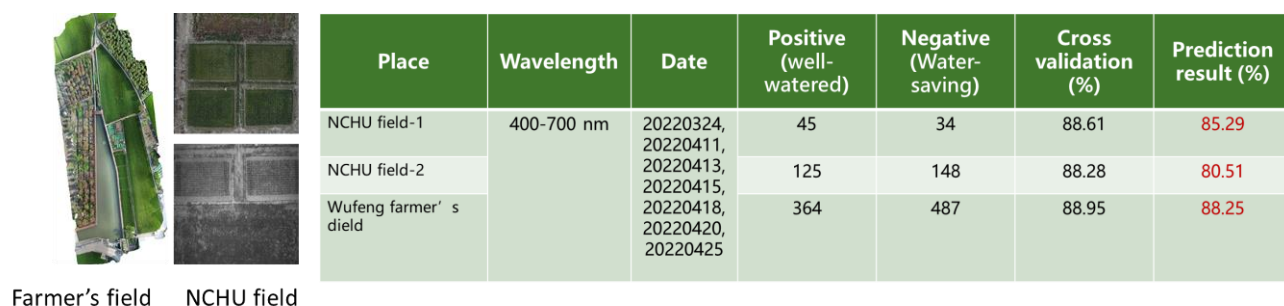 Place Wavelength Date Positive (well-watered) Negative (Water-saving) Cross validation (%) Prediction result (%)
NCHU field-1 400-700 nm 20220324, 45 34 88.61 85.29
20220411,
20220413,
NCHU field-2 125 148 88.28 80.51
20220415,
Wufeng farmer' s 20220418, 364 487 88.95 88.25
dield
20220420,
20220425
Farmer's field NCHU field